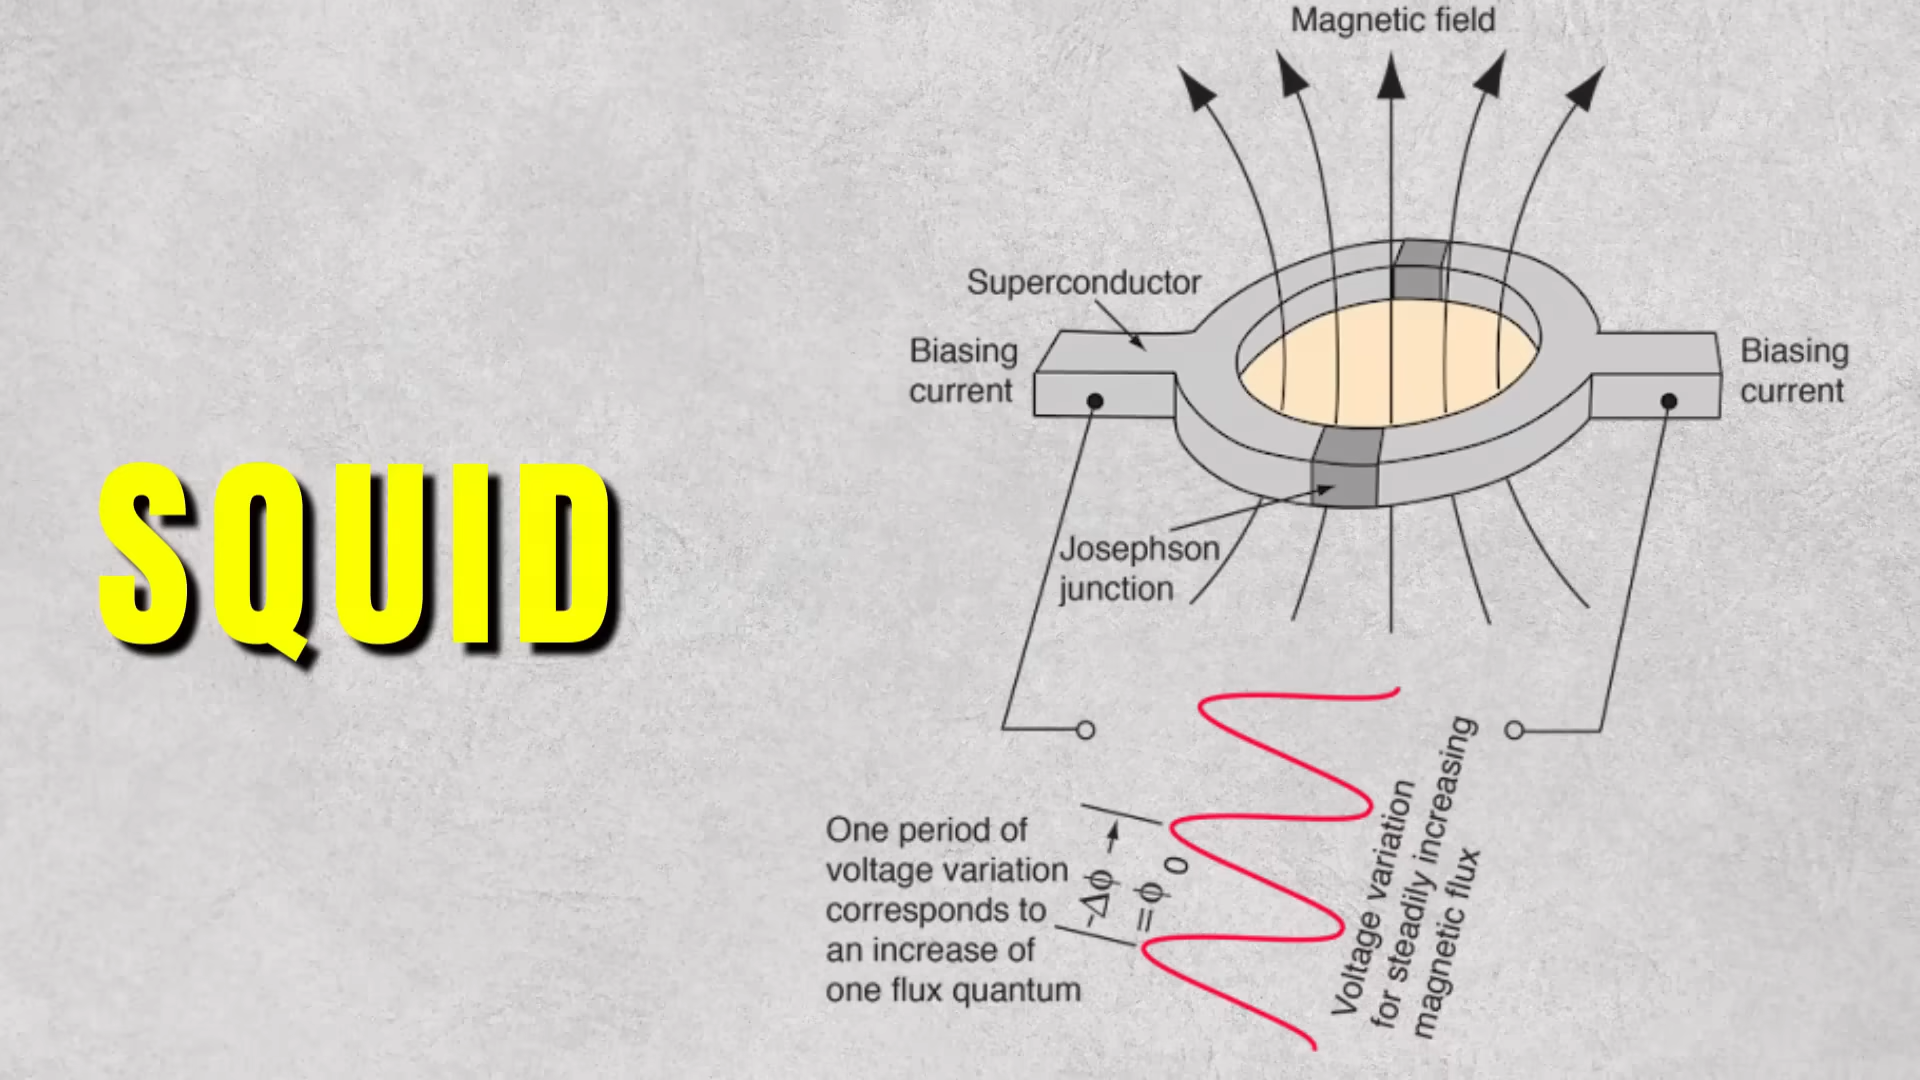 SQUID
Magnetic field
Superconductor
Biasing
current
Biasing
current
Josephson
junction
One period of
voltage variation
corresponds to
an increase of
one flux quantum
-Δϕ
=ϕ 0
Voltage variation
for steadily increasing
magnetic flux